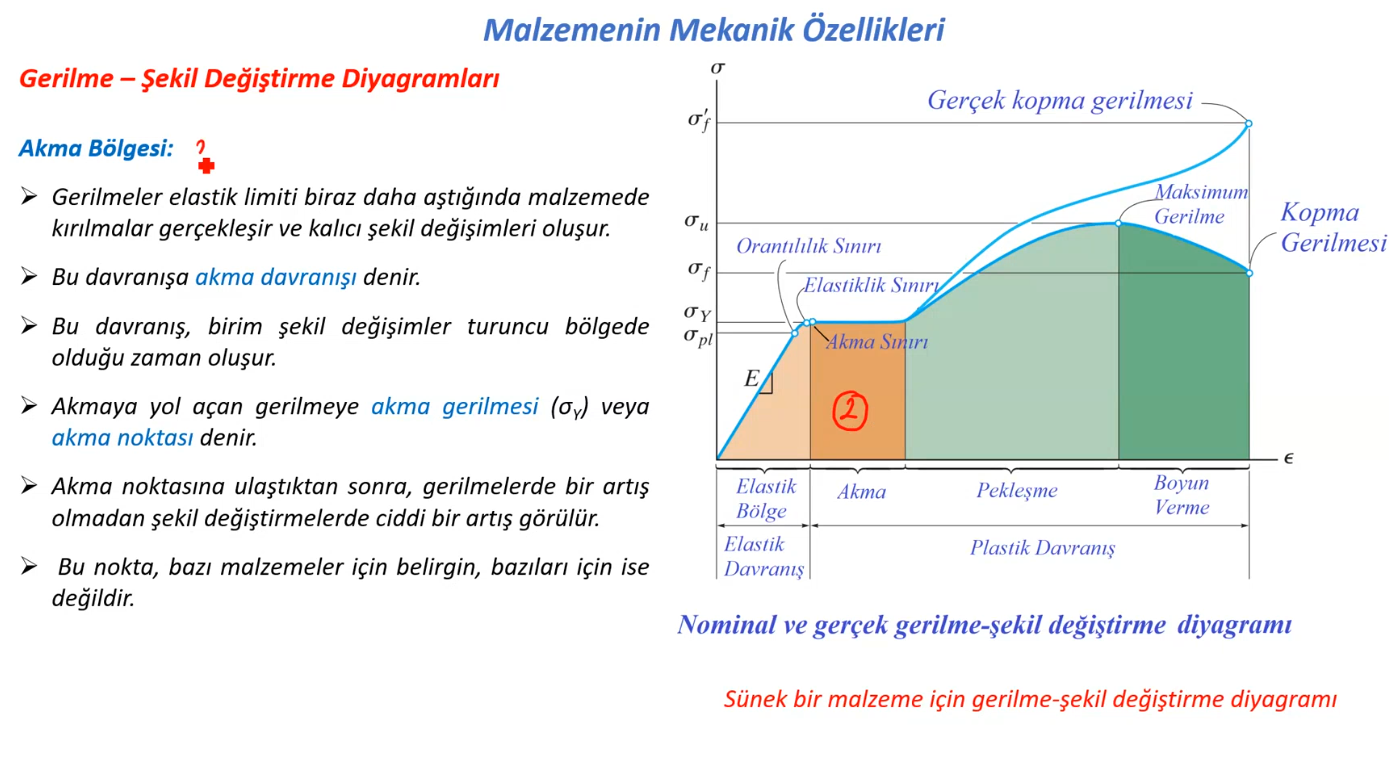 Malzemenin Mekanik Özellikleri
Gerilme – Şekil Değiştirme Diyagramları
Akma Bölgesi:
➢ Gerilmeler elastik limiti biraz daha aştığında malzemede
kırılmalar gerçekleşir ve kalıcı şekil değişimleri oluşur.
➢ Bu davranışa akma davranışı denir.
➢ Bu davranış, birim şekil değişimler turuncu bölgede
olduğu zaman oluşur.
➢ Akmaya yol açan gerilmeye akma gerilmesi (σY) veya
akma noktası denir.
➢ Akma noktasına ulaştıktan sonra, gerilmelerde bir artış
olmadan şekil değiştirmelerde ciddi bir artış görülür.
➢ Bu nokta, bazı malzemeler için belirgin, bazıları için ise
değildir.
σ
Gerçek kopma gerilmesi
σ′f
Maksimum
Gerilme
σu
Kopma
Gerilmesi
Orantılılık Sınırı
σf
Elastiklik Sınırı
σY
σpl
Akma Sınırı
E
2
ϵ
Elastik
Bölge
Akma
Pekleşme
Boyun
Verme
Elastik
Davranış
Plastik Davranış
Nominal ve gerçek gerilme-şekil değiştirme diyagramı
Sünek bir malzeme için gerilme-şekil değiştirme diyagramı